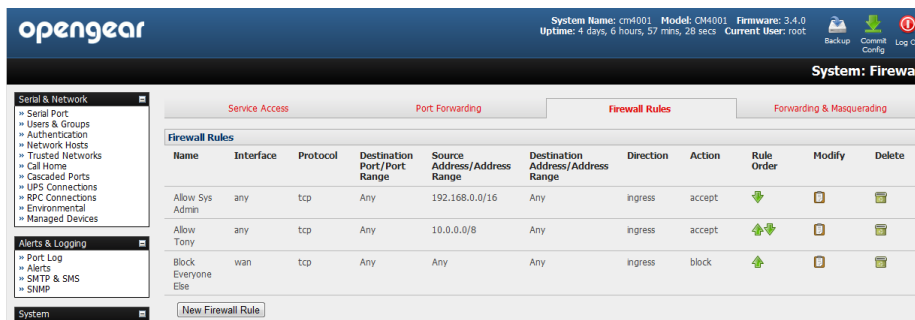 opengear
System Name: cm4001 Model: CM4001 Firmware: 3.4.0
Uptime: 4 days, 6 hours, 57 mins, 28 secs Current User: root
Backup
Commit Config
Log O
System: Firewa
Serial & Network
» Serial Port
» Users & Groups
» Authentication
» Network Hosts
» Trusted Networks
» Call Home
» Cascaded Ports
» UPS Connections
» RPC Connections
» Environmental
» Managed Devices
Alerts & Logging
» Port Log
» Alerts
» SMTP & SMS
» SNMP
System
Service Access
Port Forwarding
Firewall Rules
Forwarding & Masquerading
Firewall Rules
Name Interface Protocol Destination Port/Port Range Source Address/Address Range Destination Address/Address Range Direction Action Rule Order Modify Delete
Allow Sys Admin any tcp Any 192.168.0.0/16 Any ingress accept
Allow Tony any tcp Any 10.0.0.0/8 Any ingress accept
Block Everyone Else wan tcp Any Any Any ingress block
New Firewall Rule